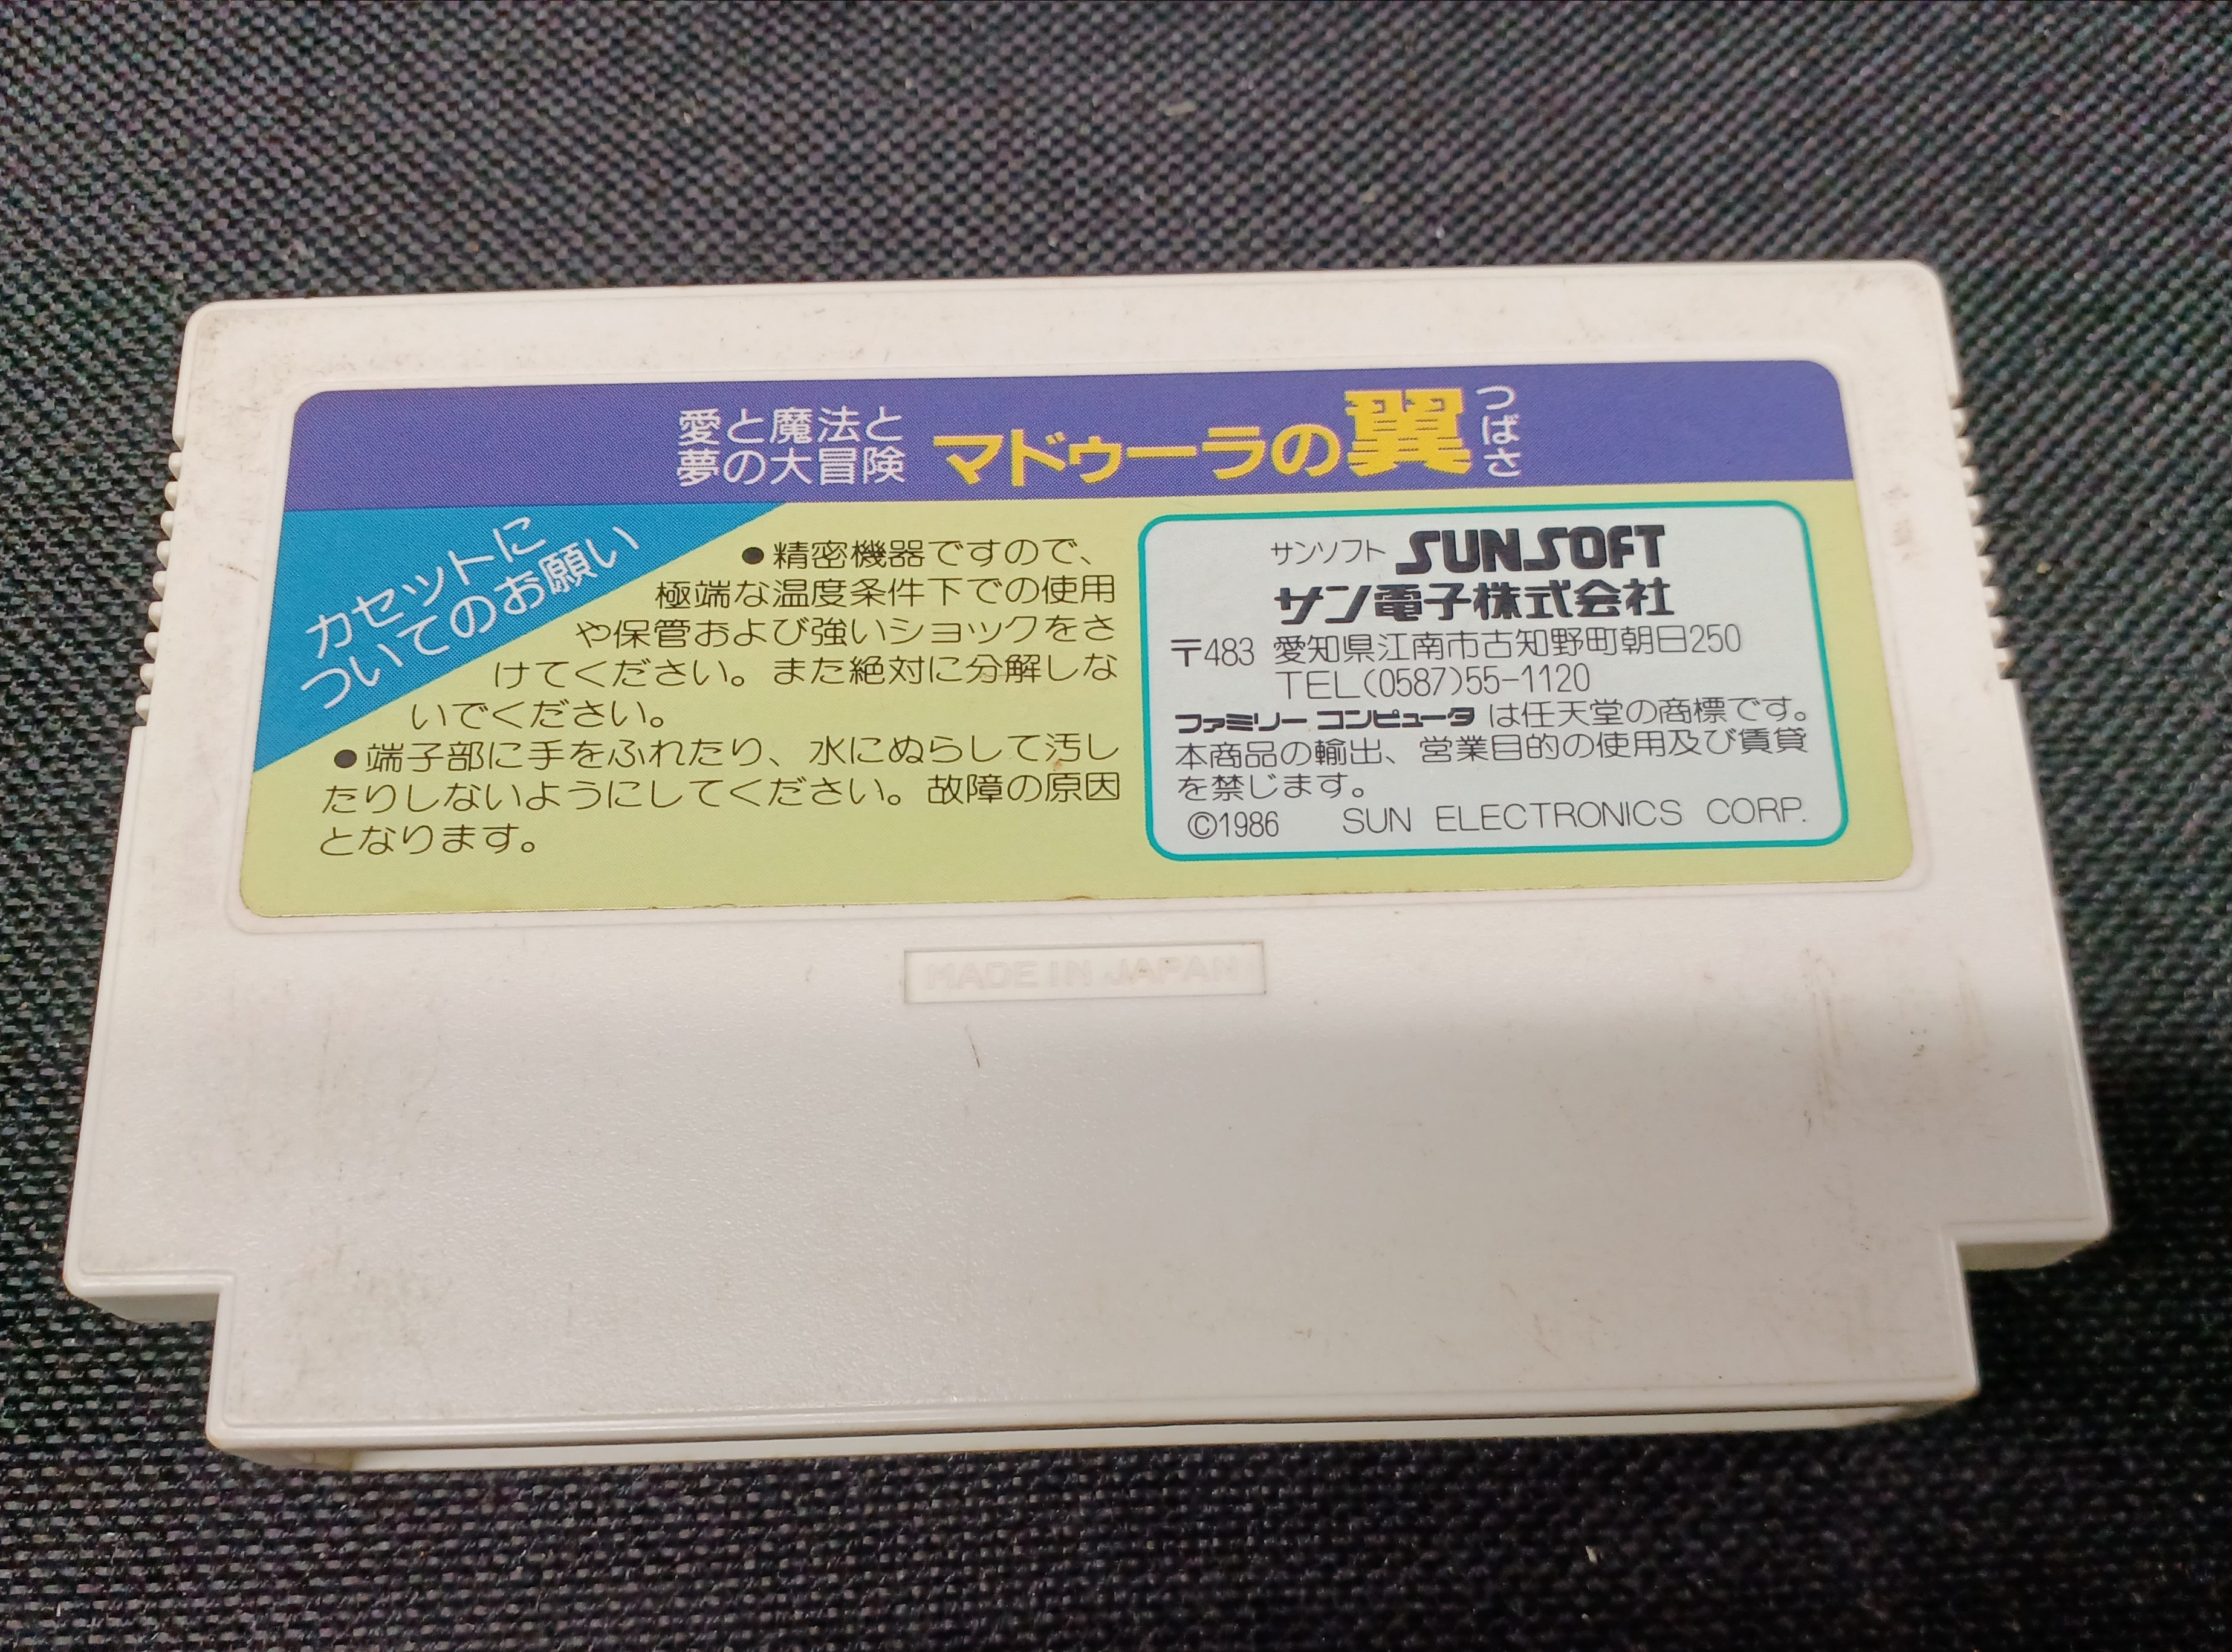 愛と魔法と
夢の大冒険
マドゥーラの翼
つばさ
カセットに
ついてのお願い
●精密機器ですので、
極端な温度条件下での使用
や保管および強いショックをさ
けてください。また絶対に分解しな
いでください。
●端子部に手をふれたり、水にぬらして汚し
たりしないようにしてください。故障の原因
となります。
サンソフト SUNSOFT
サン電子株式会社
〒483 愛知県江南市古知野町朝日250
TEL(0587)55-1120
ファミリーコンピュータ は任天堂の商標です。
本商品の輸出、営業目的の使用及び賃貸
を禁じます。
©1986 SUN ELECTRONICS CORP.
MADE IN JAPAN